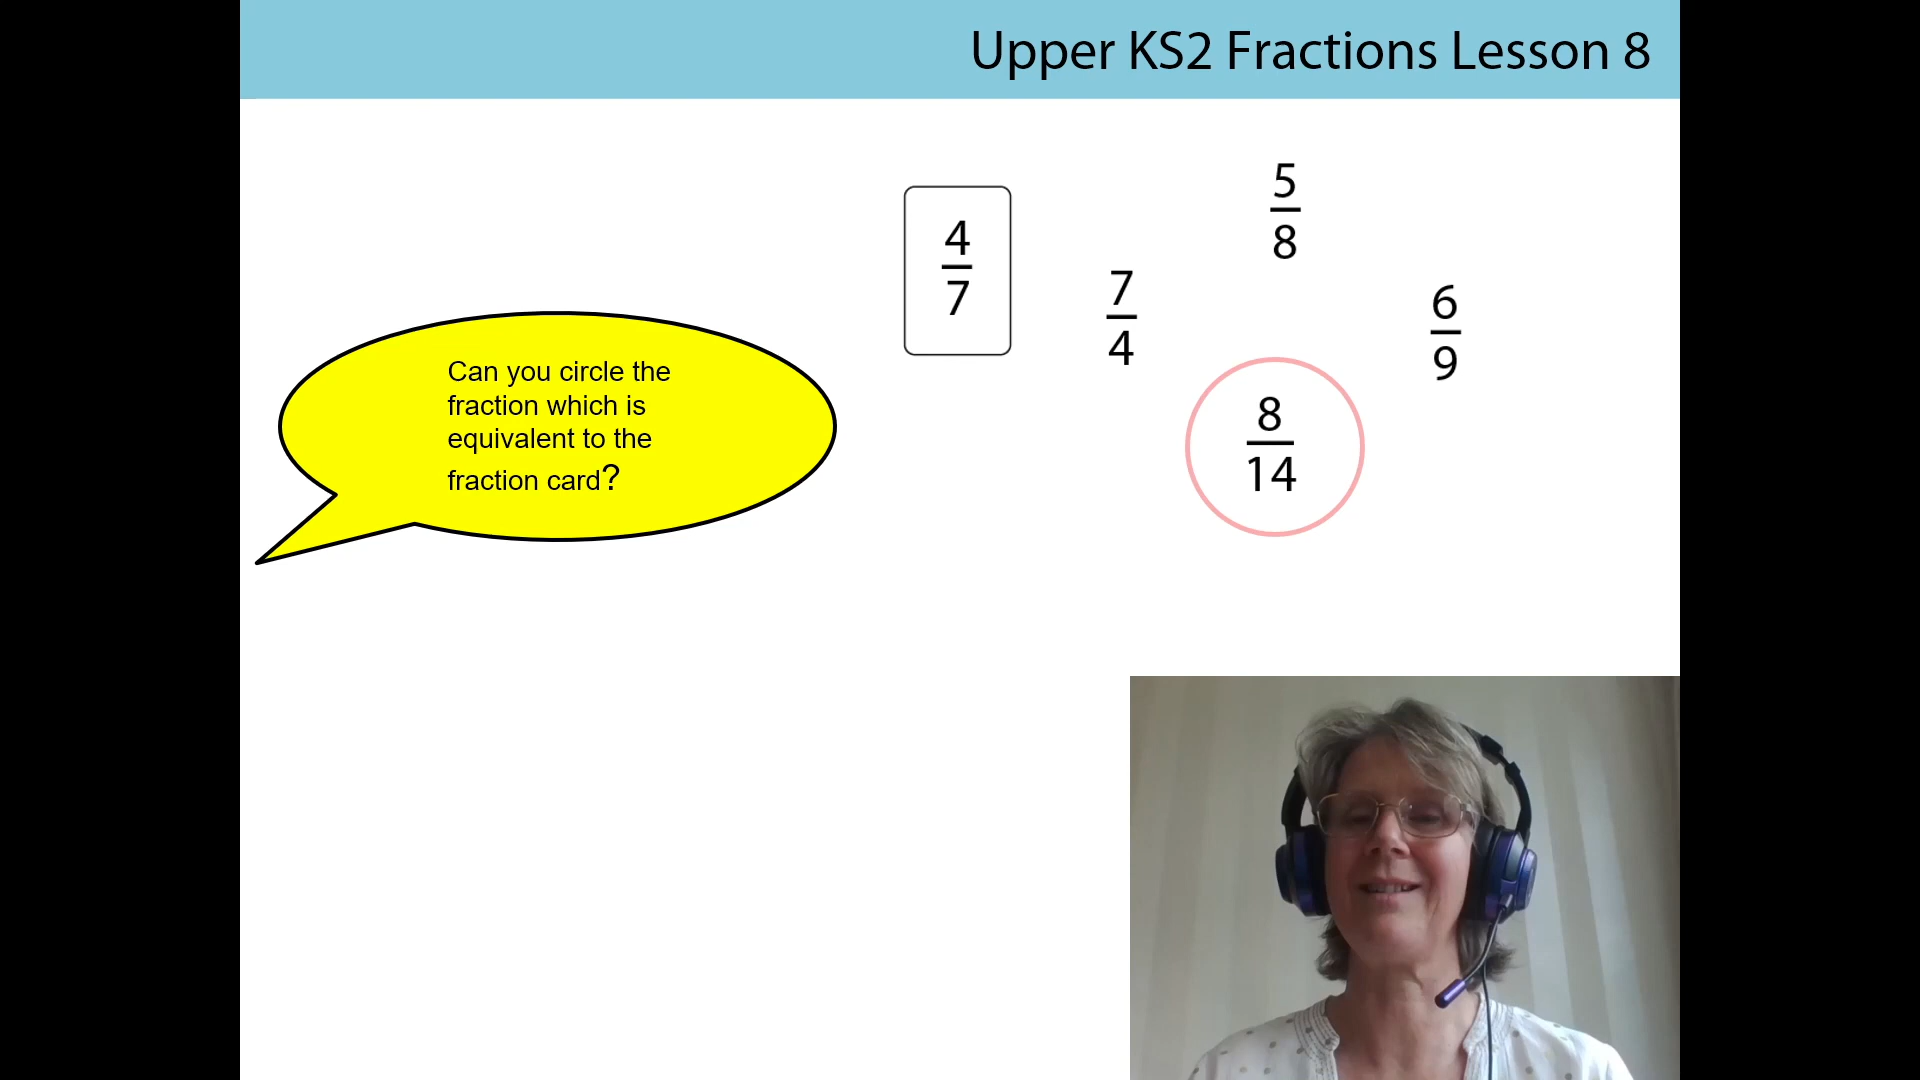 Upper KS2 Fractions Lesson 8
Can you circle the
fraction which is
equivalent to the
fraction card?
4
7
7
4
5
8
6
9
8
14